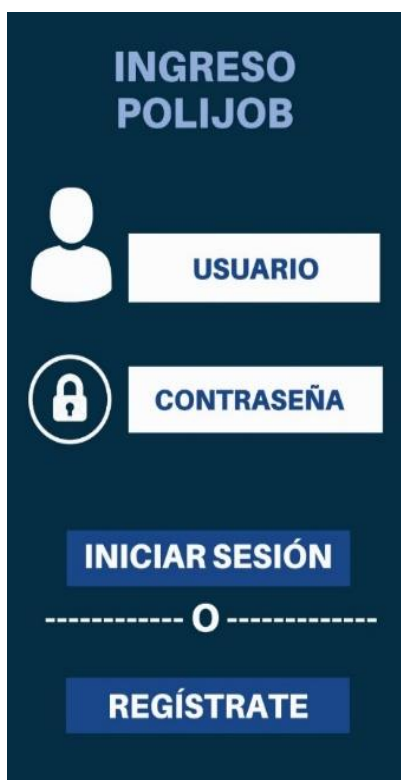 INGRESO
POLIJOB
USUARIO
CONTRASEÑA
INICIAR SESIÓN
------------ O -------------
REGÍSTRATE